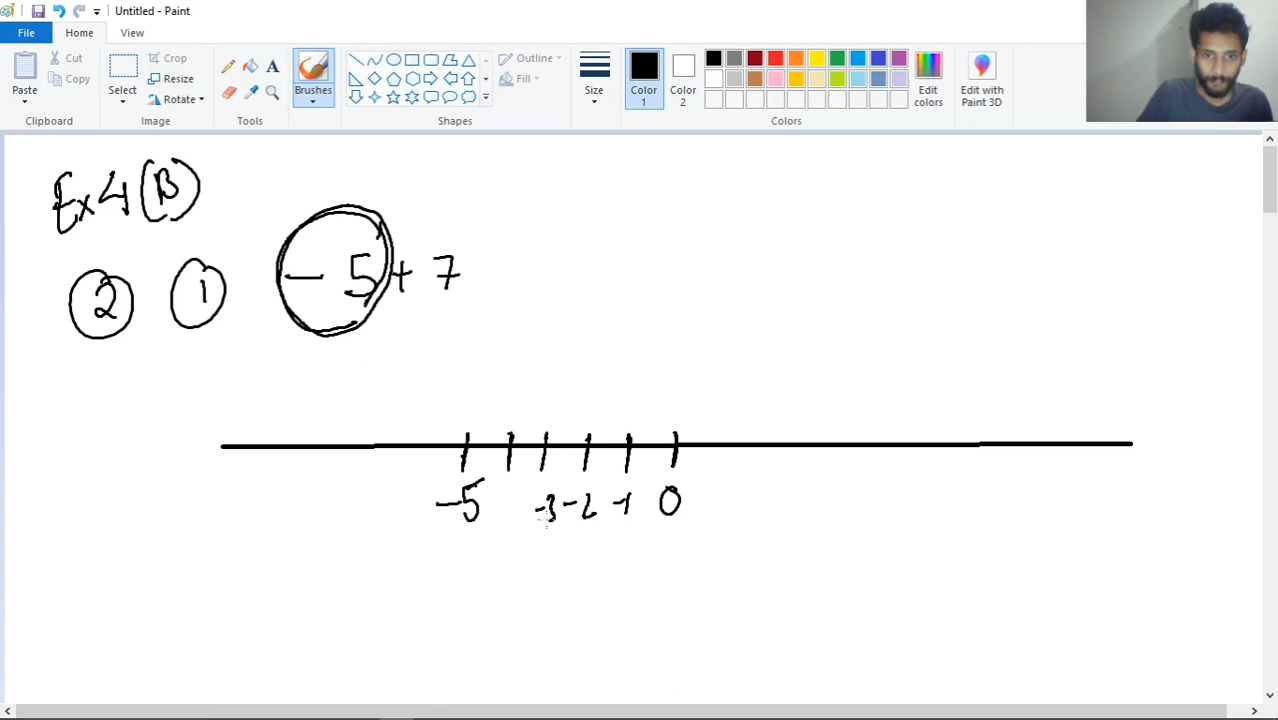 Untitled - Paint
File Home View
Paste Cut Copy
Clipboard
Select Crop Resize Rotate
Image
A
Tools
Brushes
Outline Fill
Shapes
Size
Color 1 Color 2
Edit colors
Colors
Edit with Paint 3D
Ex 4 (B)
2 1 - 5 + 7
-5 -3 -2 -1 0